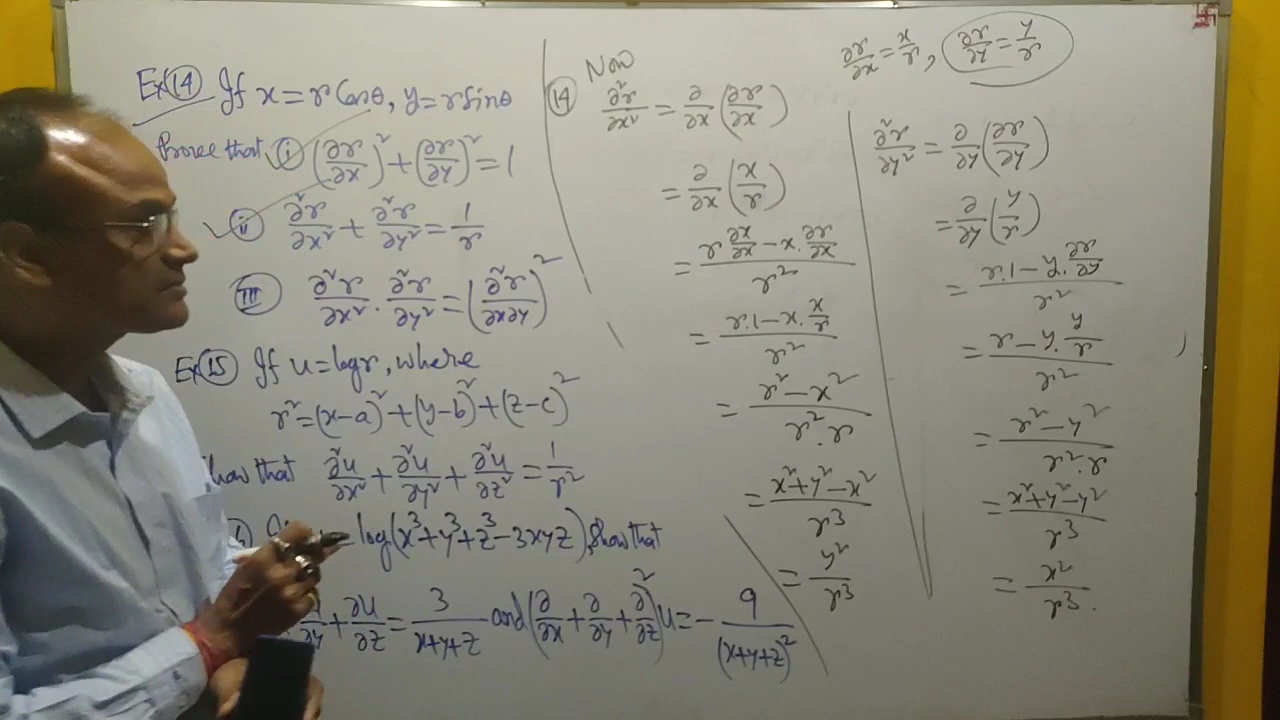 Ex (14) If x = r Cosθ, y = r Sinθ
Prove that (i) (∂r/∂x)² + (∂r/∂y)² = 1
(ii) ∂²r/∂x² + ∂²r/∂y² = 1/r
(iii) ∂²r/∂x² · ∂²r/∂y² = (∂²r/∂x∂y)²
Ex (15) If u = log r, where
r² = (x-a)² + (y-b)² + (z-c)²
Show that ∂²u/∂x² + ∂²u/∂y² + ∂²u/∂z² = 1/r²
= log(x³+y³+z³-3xyz), Show that
∂u/∂z = 3/(x+y+z) and (∂/∂x + ∂/∂y + ∂/∂z)² u = - 9/(x+y+z)²
(14) Now
∂²r/∂x² = ∂/∂x (∂r/∂x)
= ∂/∂x (x/r)
= (r ∂x/∂x - x. ∂r/∂x)/r²
= (r.1 - x. x/r)/r²
= (r² - x²)/(r².r)
= (x²+y²-x²)/r³
= y²/r³
∂r/∂x = x/r, ∂r/∂y = y/r
∂²r/∂y² = ∂/∂y (∂r/∂y)
= ∂/∂y (y/r)
= (r.1 - y. ∂r/∂y)/r²
= (r - y. y/r)/r²
= (r² - y²)/(r².r)
= (x²+y²-y²)/r³
= x²/r³.